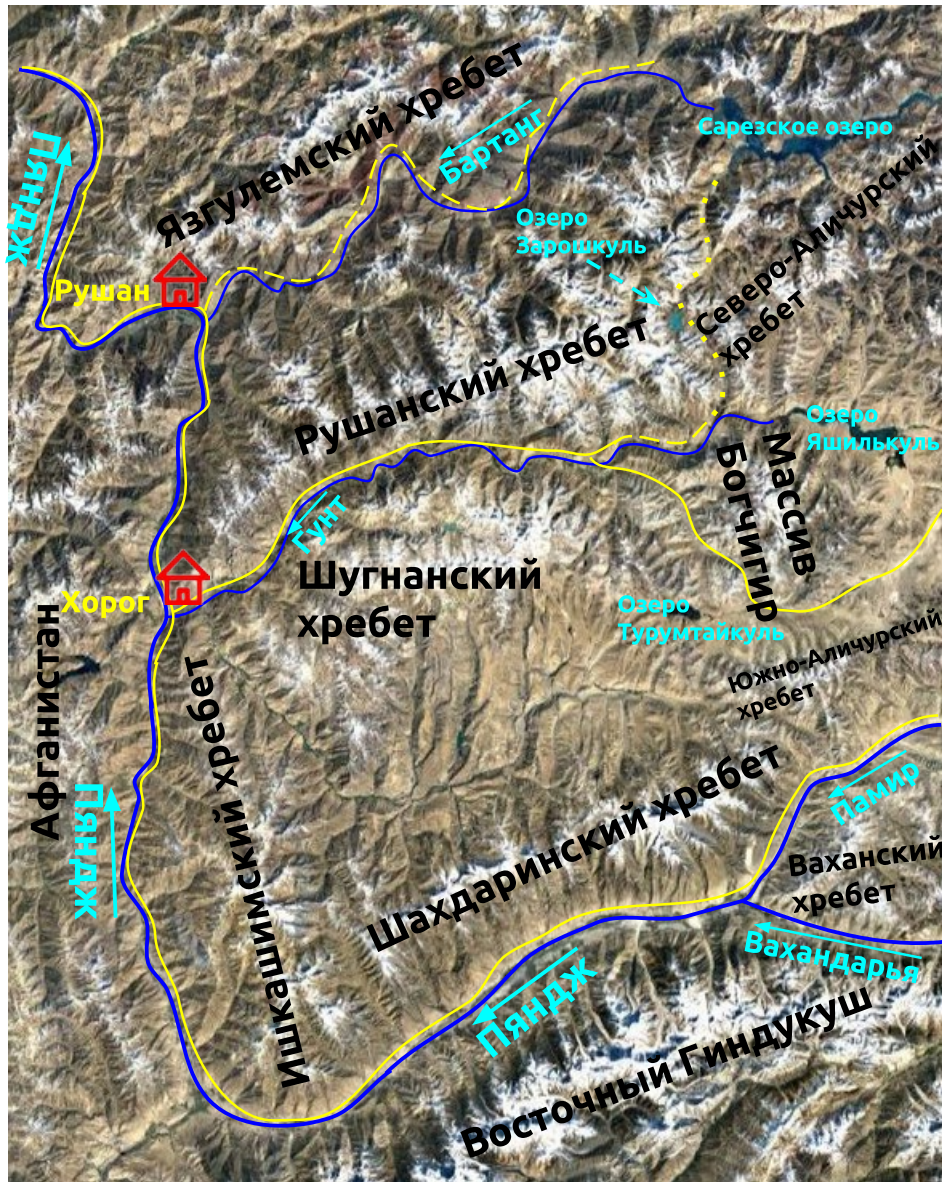 Язгулемский хребет
Пяндж
Бартанг
Сарезское озеро
Озеро
Зарошкуль
Северо-Аличурский
хребет
Рушан
Рушанский хребет
Озеро
Яшилькуль
Массив
Богчигир
Гунт
Шугнанский
хребет
Хорог
Озеро
Турумтайкуль
Афганистан
Ишкашимский хребет
Южно-Аличурский
хребет
Пяндж
Шахдаринский хребет
Памир
Ваханский
хребет
Вахандарья
Пяндж
Восточный Гиндукуш